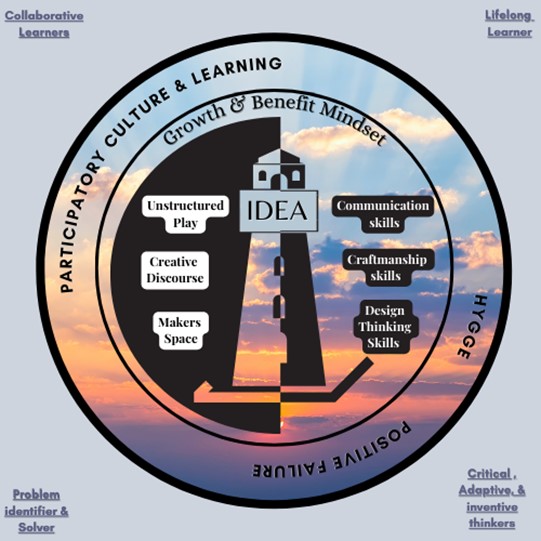 Collaborative
Learners
Lifelong
Learner
PARTICIPATORY CULTURE & LEARNING
Growth & Benefit Mindset
IDEA
Unstructured
Play
Communication
skills
Creative
Discourse
Craftmanship
skills
Makers
Space
Design
Thinking
Skills
HYGGE
POSITIVE FAILURE
Problem
identifier &
Solver
Critical ,
Adaptive, &
inventive
thinkers